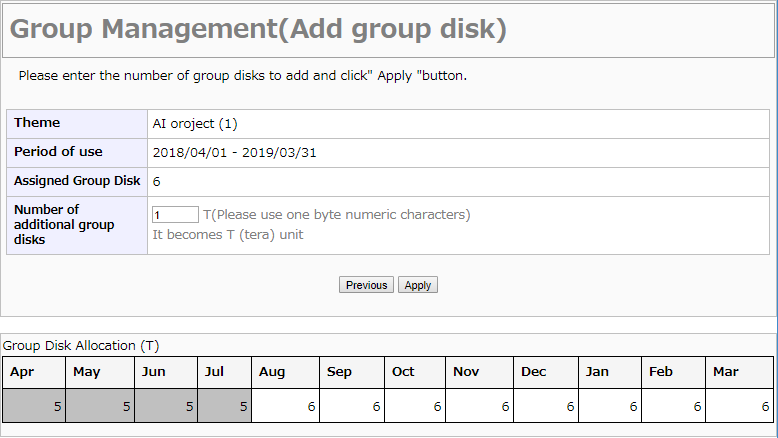 Group Management(Add group disk)
Please enter the number of group disks to add and click" Apply "button.
Theme AI oroject (1)
Period of use 2018/04/01 - 2019/03/31
Assigned Group Disk 6
Number of
additional group
disks
1 T(Please use one byte numeric characters)
It becomes T (tera) unit
Previous Apply
Group Disk Allocation (T)
Apr May Jun Jul Aug Sep Oct Nov Dec Jan Feb Mar
5 5 5 5 6 6 6 6 6 6 6 6